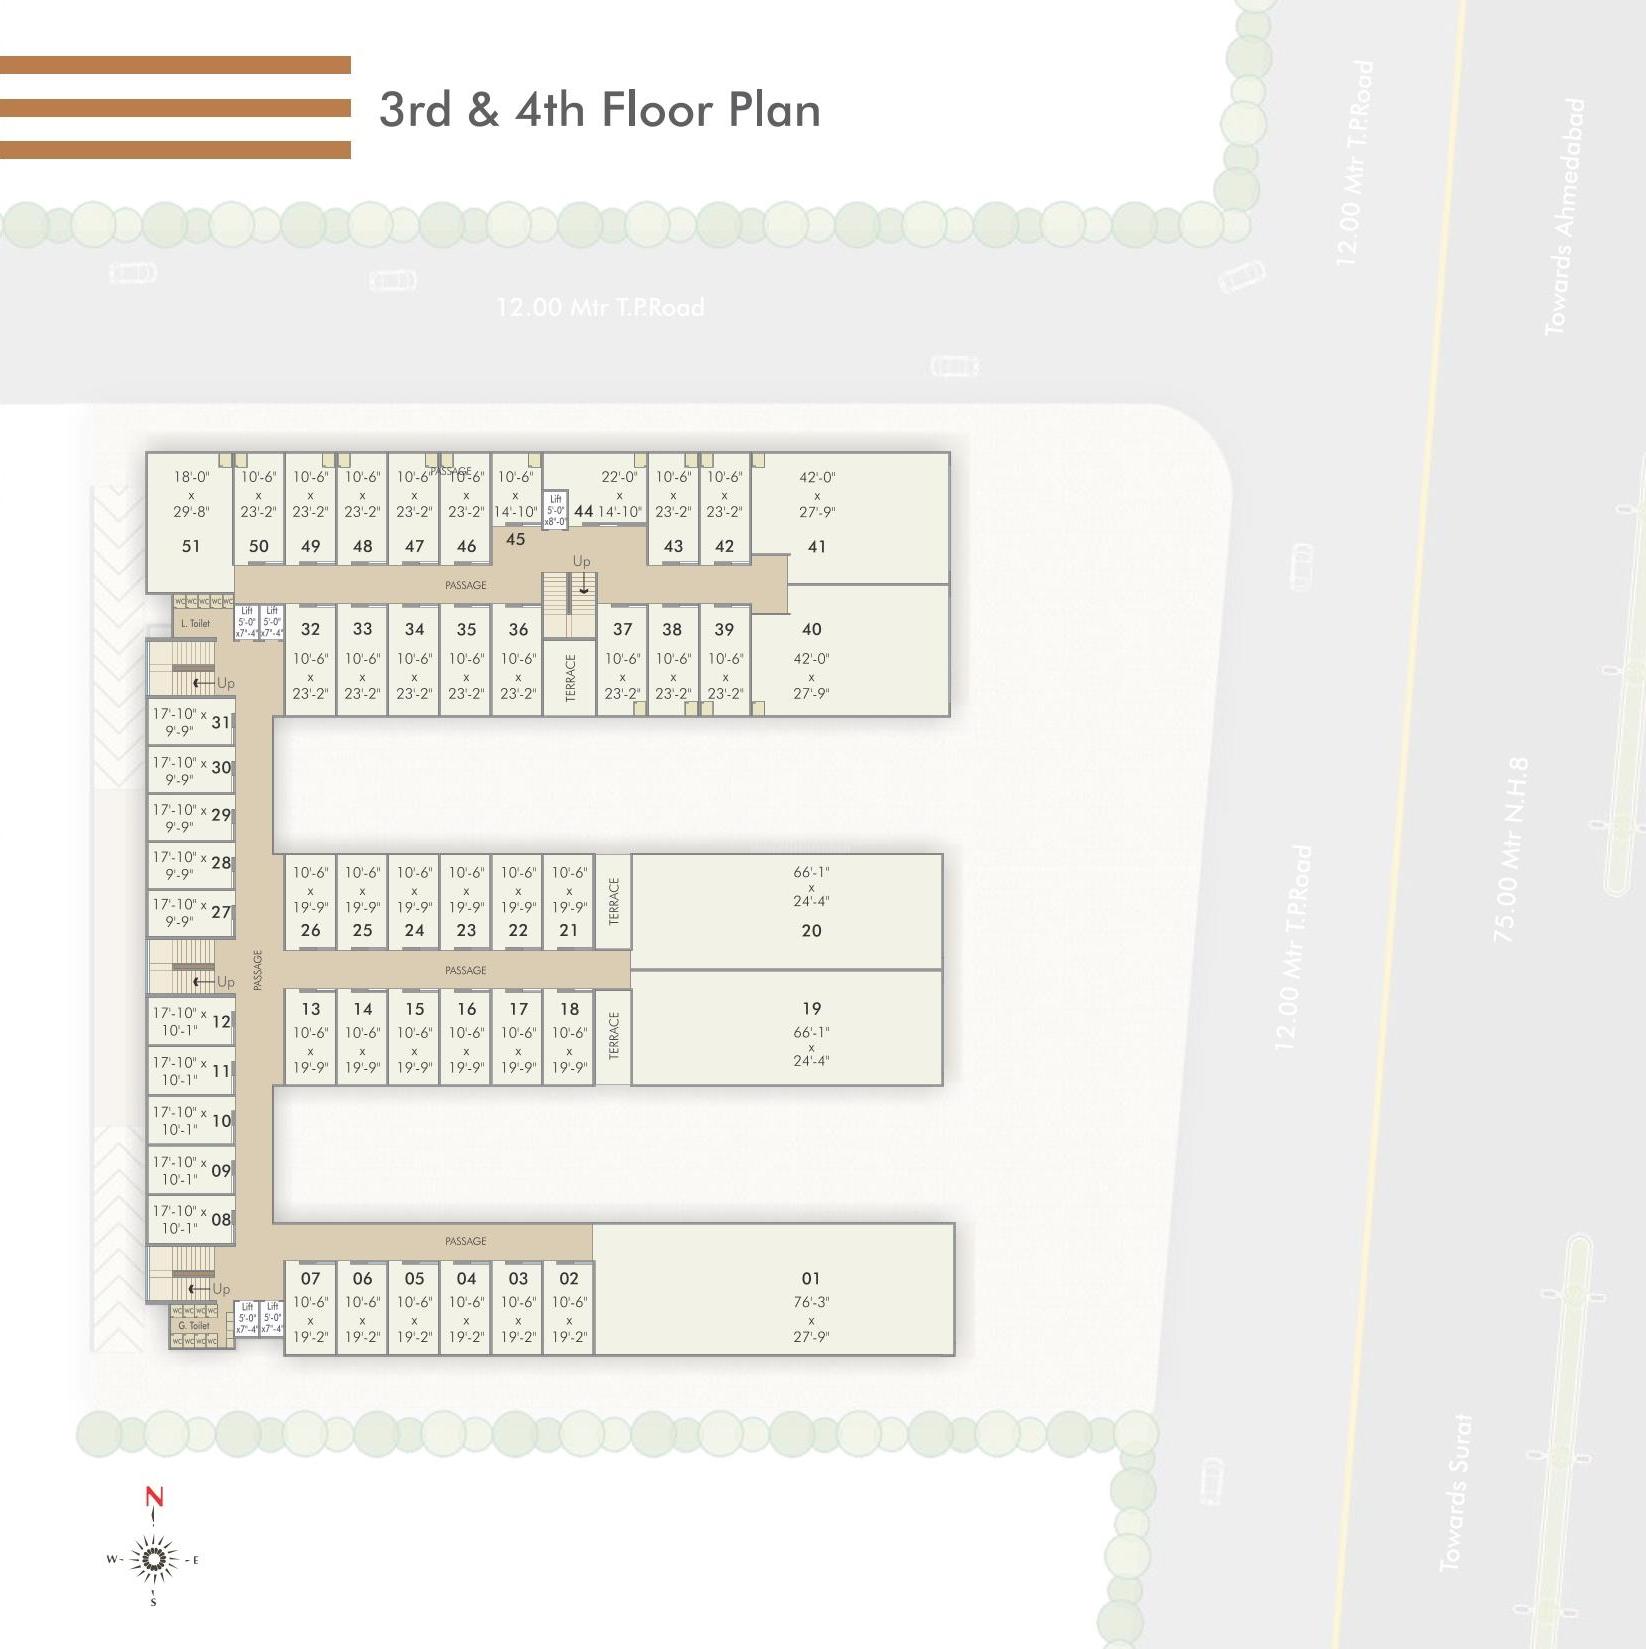 3rd & 4th Floor Plan
12.00 Mtr T.P.Road
12.00 Mtr T.P.Road
Towards Ahmedabad
18'-0"
x
29'-8"
51
10'-6"
x
23'-2"
50
10'-6"
x
23'-2"
49
10'-6"
x
23'-2"
48
10'-6"
x
23'-2"
47
PASSAGE
10'-6"
x
23'-2"
46
10'-6"
x
14'-10"
45
Lift
5'-0"
x8"-0"
22'-0"
x
44 14'-10"
10'-6"
x
23'-2"
43
10'-6"
x
23'-2"
42
42'-0"
x
27'-9"
41
Up
PASSAGE
WC WC WC WC WC
L. Toilet
Lift
5'-0"
x7"-4"
Lift
5'-0"
x7"-4"
32
10'-6"
x
23'-2"
33
10'-6"
x
23'-2"
34
10'-6"
x
23'-2"
35
10'-6"
x
23'-2"
36
10'-6"
x
23'-2"
TERRACE
37
10'-6"
x
23'-2"
38
10'-6"
x
23'-2"
39
10'-6"
x
23'-2"
40
42'-0"
x
27'-9"
Up
17'-10" x
9'-9"
31
17'-10" x
9'-9"
30
17'-10" x
9'-9"
29
17'-10" x
9'-9"
28
17'-10" x
9'-9"
27
Up
PASSAGE
10'-6"
x
19'-9"
26
10'-6"
x
19'-9"
25
10'-6"
x
19'-9"
24
10'-6"
x
19'-9"
23
10'-6"
x
19'-9"
22
10'-6"
x
19'-9"
21
TERRACE
66'-1"
x
24'-4"
20
PASSAGE
13
10'-6"
x
19'-9"
14
10'-6"
x
19'-9"
15
10'-6"
x
19'-9"
16
10'-6"
x
19'-9"
17
10'-6"
x
19'-9"
18
10'-6"
x
19'-9"
TERRACE
19
66'-1"
x
24'-4"
17'-10" x
10'-1"
12
17'-10" x
10'-1"
11
17'-10" x
10'-1"
10
17'-10" x
10'-1"
09
17'-10" x
10'-1"
08
Up
PASSAGE
WC WC WC WC
G. Toilet
WC WC WC WC
Lift
5'-0"
x7"-4"
Lift
5'-0"
x7"-4"
07
10'-6"
x
19'-2"
06
10'-6"
x
19'-2"
05
10'-6"
x
19'-2"
04
10'-6"
x
19'-2"
03
10'-6"
x
19'-2"
02
10'-6"
x
19'-2"
01
76'-3"
x
27'-9"
12.00 Mtr T.P.Road
75.00 Mtr N.H.8
Towards Surat
N
W
E
S